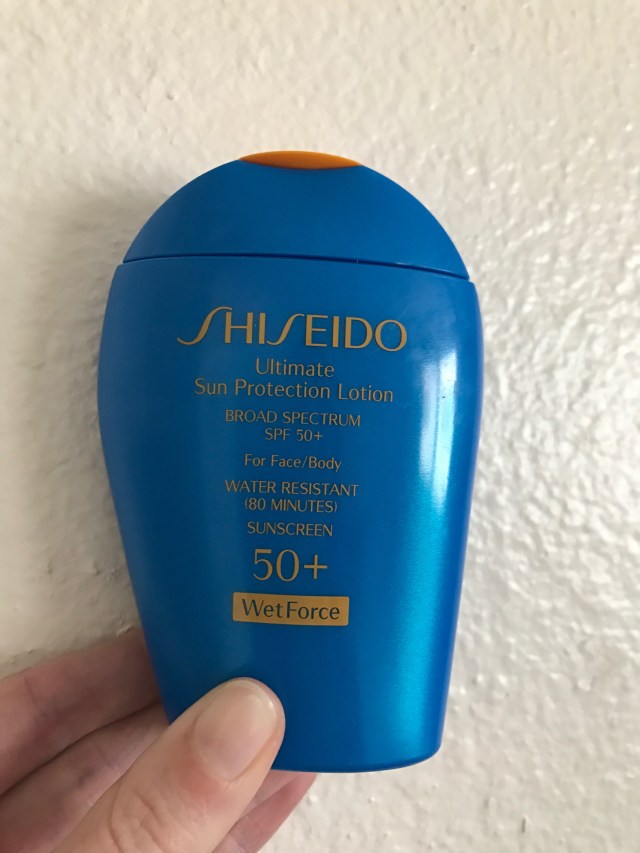 SHISEIDO
Ultimate
Sun Protection Lotion
BROAD SPECTRUM
SPF 50+
For Face/Body
WATER RESISTANT
(80 MINUTES)
SUNSCREEN
50+
WetForce